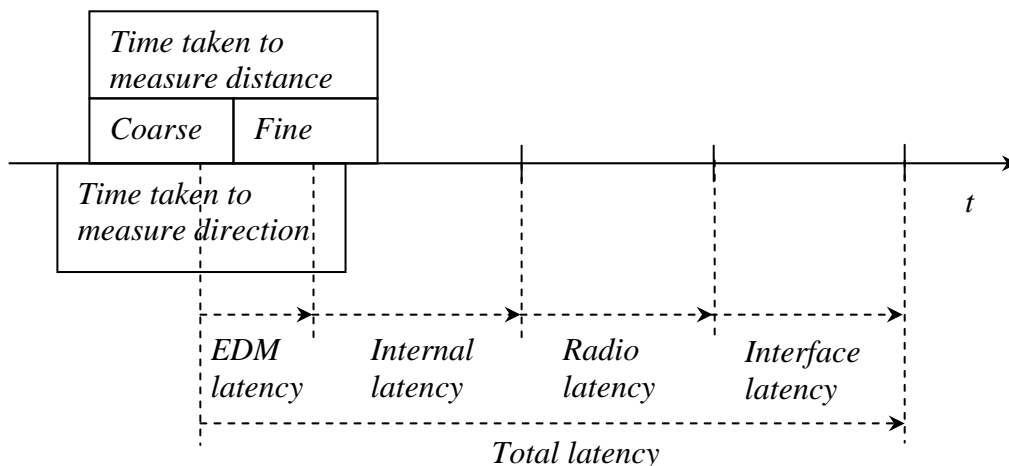 Time taken to
measure distance
Coarse
Fine
Time taken to
measure direction
t
EDM
latency
Internal
latency
Radio
latency
Interface
latency
Total latency